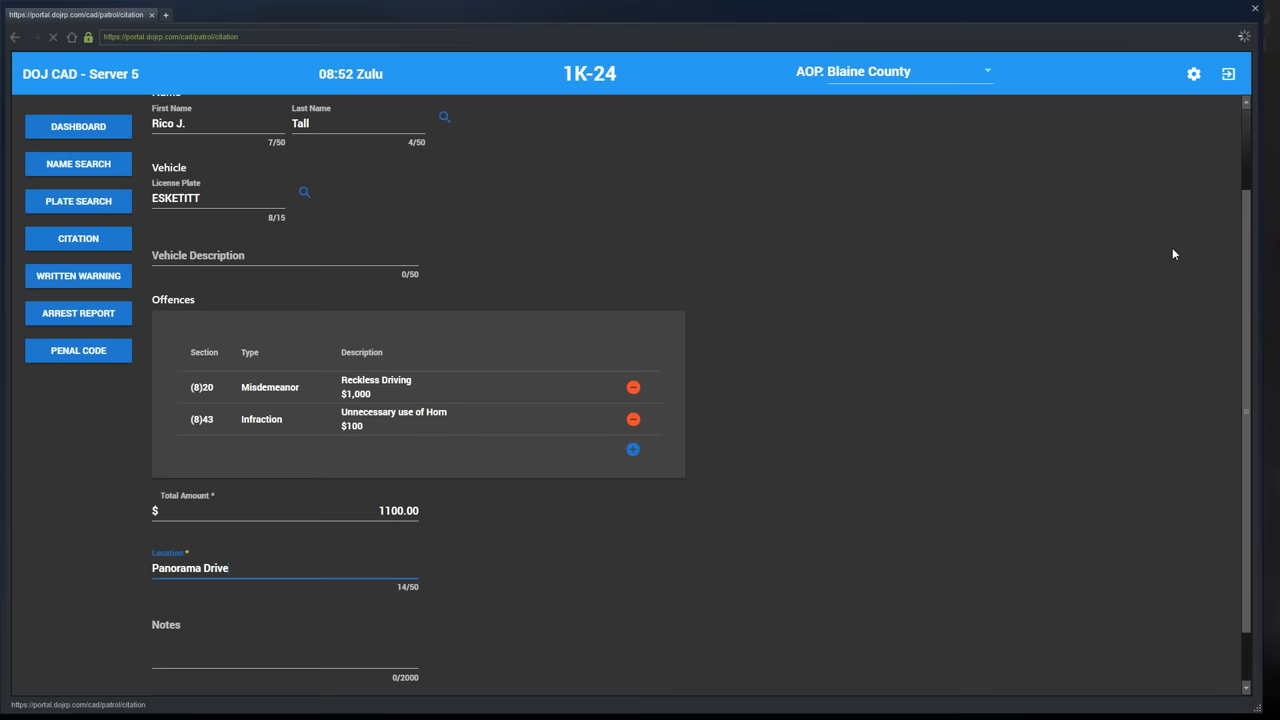 https://portal.dojrp.com/cad/patrol/citation
https://portal.dojrp.com/cad/patrol/citation
DOJ CAD - Server 5
08:52 Zulu
1K-24
AOP: Blaine County
DASHBOARD
NAME SEARCH
PLATE SEARCH
CITATION
WRITTEN WARNING
ARREST REPORT
PENAL CODE
Name
First Name
Last Name
Rico J.
Tall
7/50
4/50
Vehicle
License Plate
ESKETITT
8/15
Vehicle Description
0/50
Offences
Section Type Description
(8)20 Misdemeanor Reckless Driving
$1,000
(8)43 Infraction Unnecessary use of Horn
$100
Total Amount *
$ 1100.00
Location *
Panorama Drive
14/50
Notes
0/2000
https://portal.dojrp.com/cad/patrol/citation